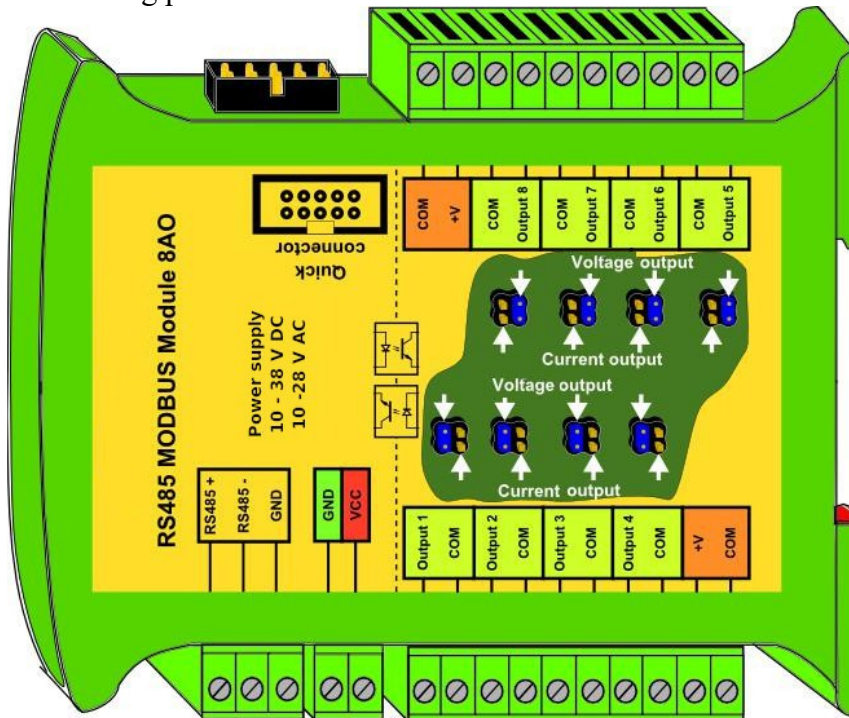 RS485 MODBUS Module 8AO
Quick
connector
Power supply
10 - 38 V DC
10 -28 V AC
RS485 +
RS485 -
GND
GND
VCC
COM
+V
COM
Output 8
COM
Output 7
COM
Output 6
COM
Output 5
Voltage output
Current output
Voltage output
Current output
Output 1
COM
Output 2
COM
Output 3
COM
Output 4
COM
+V
COM